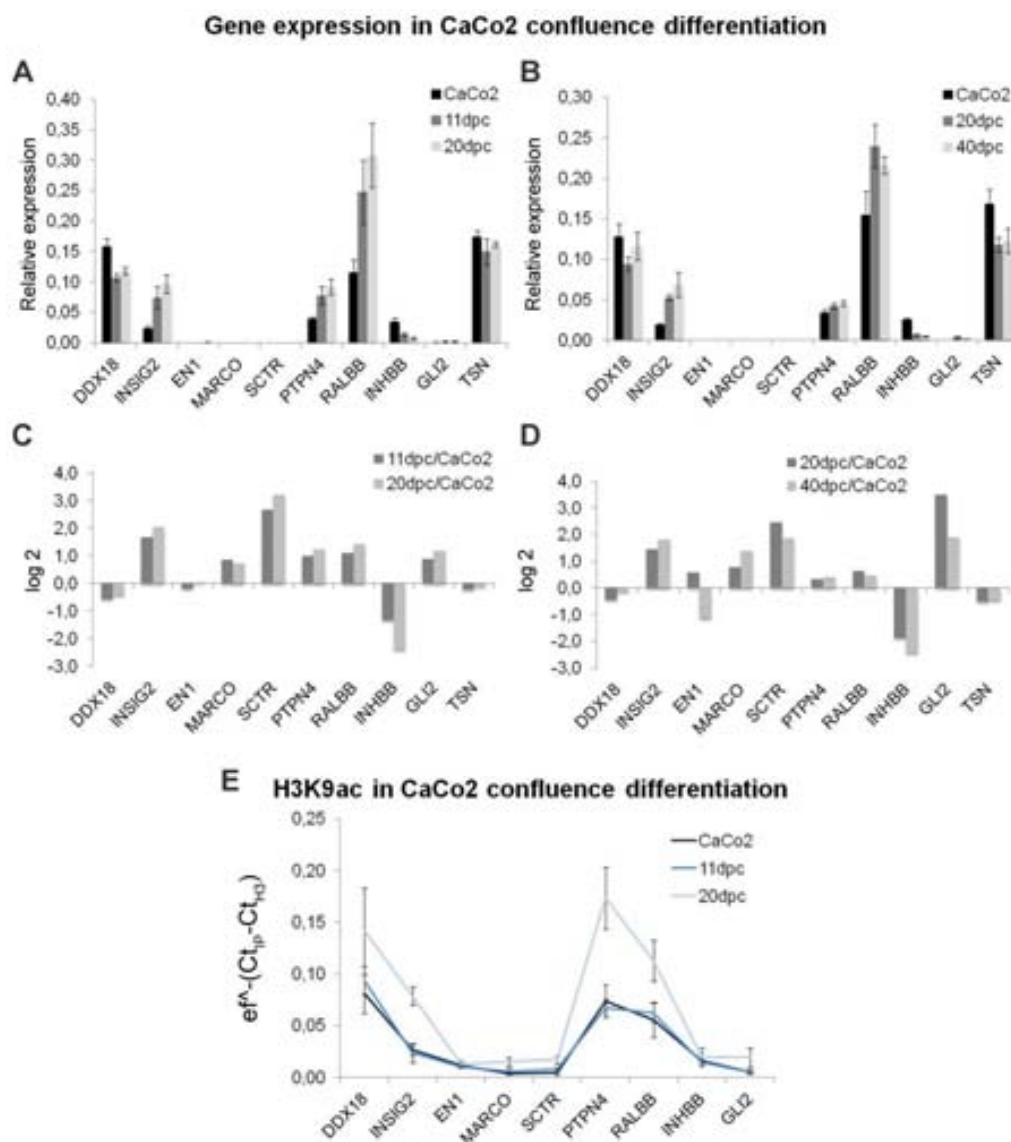 Gene expression in CaCo2 confluence differentiation
A
Relative expression
0,40
0,35
0,30
0,25
0,20
0,15
0,10
0,05
0,00
CaCo2
11dpc
20dpc
DDX18
INSIG2
EN1
MARCO
SCTR
PTPN4
RALBB
INHBB
GLI2
TSN
B
Relative expression
0,30
0,25
0,20
0,15
0,10
0,05
0,00
CaCo2
20dpc
40dpc
DDX18
INSIG2
EN1
MARCO
SCTR
PTPN4
RALBB
INHBB
GLI2
TSN
C
log 2
4,0
3,0
2,0
1,0
0,0
-1,0
-2,0
-3,0
11dpc/CaCo2
20dpc/CaCo2
DDX18
INSIG2
EN1
MARCO
SCTR
PTPN4
RALBB
INHBB
GLI2
TSN
D
log 2
4,0
3,0
2,0
1,0
0,0
-1,0
-2,0
-3,0
20dpc/CaCo2
40dpc/CaCo2
DDX18
INSIG2
EN1
MARCO
SCTR
PTPN4
RALBB
INHBB
GLI2
TSN
E
H3K9ac in CaCo2 confluence differentiation
ef^-(Ct_IP-Ct_H3)
0,25
0,20
0,15
0,10
0,05
0,00
CaCo2
11dpc
20dpc
DDX18
INSIG2
EN1
MARCO
SCTR
PTPN4
RALBB
INHBB
GLI2